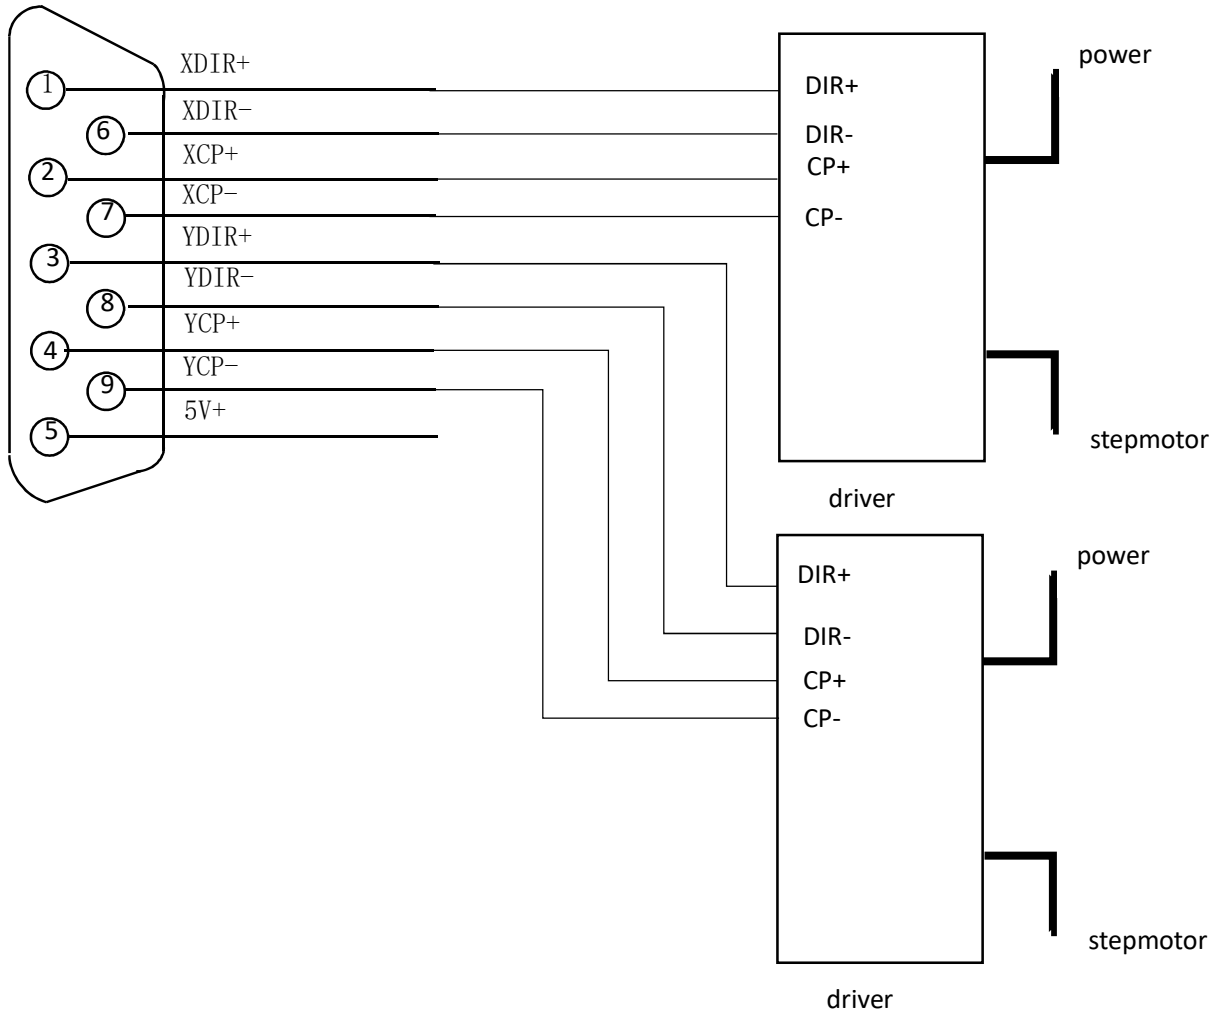 1
XDIR+
6
XDIR-
2
XCP+
7
XCP-
3
YDIR+
8
YDIR-
4
YCP+
9
YCP-
5
5V+
DIR+
DIR-
CP+
CP-
power
stepmotor
driver
DIR+
DIR-
CP+
CP-
power
stepmotor
driver